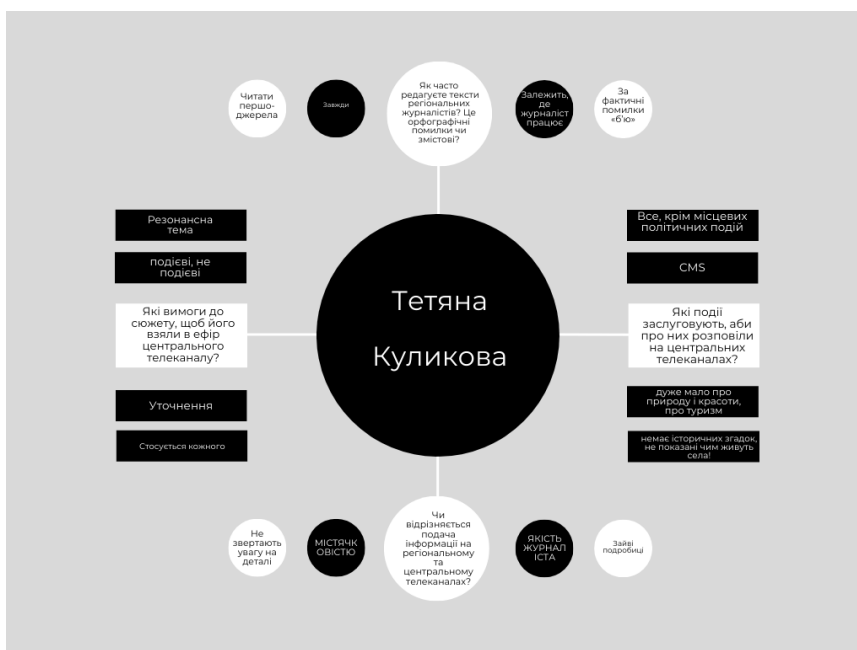 Читати
першо-
джерела
Завжди
Як часто
редагуєте тексти
регіональних
журналістів? Це
орфографічні
помилки чи
змістові?
Залежить,
де
журналіст
працює
За
фактичні
помилки
«б'ю»
Резонансна
тема
подієві, не
подієві
Які вимоги до
сюжету, щоб його
взяли в ефір
центрального
телеканалу?
Уточнення
Стосується кожного
Тетяна
Куликова
Все, крім місцевих
політичних подій
CMS
Які події
заслуговують, аби
про них розповіли
на центральних
телеканалах?
дуже мало про
природу і красоти,
про туризм
немає історичних згадок,
не показані чим живуть
села!
Не
звертають
увагу на
деталі
МІСТЯЧК
ОВІСТЮ
Чи
відрізняється
подача
інформації на
регіональному
та
центральному
телеканалах?
ЯКІСТЬ
ЖУРНАЛ
ІСТА
Зайві
подробиці